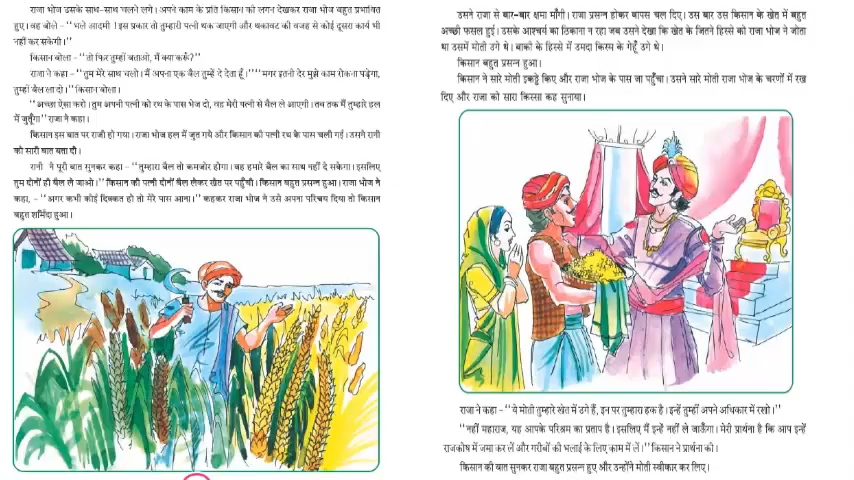 राजा भोज उसके साथ-साथ चलने लगे। अपने काम के प्रति किसान की लगन देखकर राजा भोज बहुत प्रभावित
हुए। वह बोले – "भले आदमी ! इस प्रकार तो तुम्हारी पत्नी थक जाएगी और थकावट की वजह से कोई दूसरा कार्य भी
नहीं कर सकेगी।"
किसान बोला – "तो फिर तुम्हीं बताओ, मैं क्या करूँ?"
राजा ने कहा – "तुम मेरे साथ चलो। मैं अपना एक बैल तुम्हें दे देता हूँ।" "मगर इतनी देर मुझे काम रोकना पड़ेगा,
तुम्हीं बैल ला दो।" किसान बोला।
"अच्छा ऐसा करो। तुम अपनी पत्नी को रथ के पास भेज दो, वह मेरी पत्नी से बैल ले आएगी। तब तक मैं तुम्हारे हल
में जुतूँगा" राजा ने कहा।
किसान इस बात पर राजी हो गया। राजा भोज हल में जुत गये और किसान की पत्नी रथ के पास चली गई। उसने रानी
को सारी बात बता दी।
रानी ने पूरी बात सुनकर कहा – "तुम्हारा बैल तो कमजोर होगा। वह हमारे बैल का साथ नहीं दे सकेगा। इसलिए
तुम दोनों ही बैल ले जाओ।" किसान की पत्नी दोनों बैल लेकर खेत पर पहुँची। किसान बहुत प्रसन्न हुआ। राजा भोज ने
कहा, – "अगर कभी कोई दिक्कत हो तो मेरे पास आना।" कहकर राजा भोज ने उसे अपना परिचय दिया तो किसान
बहुत शर्मिंदा हुआ।
उसने राजा से बार-बार क्षमा माँगी। राजा प्रसन्न होकर वापस चल दिए। उस बार उस किसान के खेत में बहुत
अच्छी फसल हुई। उसके आश्चर्य का ठिकाना न रहा जब उसने देखा कि खेत के जितने हिस्से को राजा भोज ने जोता
था उसमें मोती उगे थे। बाकी के हिस्से में उमदा किस्म के गेहूँ उगे थे।
किसान बहुत प्रसन्न हुआ।
किसान ने सारे मोती इकट्ठे किए और राजा भोज के पास जा पहुँचा। उसने सारे मोती राजा भोज के चरणों में रख
दिए और राजा को सारा किस्सा कह सुनाया।
राजा ने कहा – "ये मोती तुम्हारे खेत में उगे हैं, इन पर तुम्हारा हक है। इन्हें तुम्हीं अपने अधिकार में रखो।"
"नहीं महाराज, यह आपके परिश्रम का प्रताप है। इसलिए मैं इन्हें नहीं ले जाऊँगा। मेरी प्रार्थना है कि आप इन्हें
राजकोष में जमा कर लें और गरीबों की भलाई के लिए काम में लें।" किसान ने प्रार्थना की।
किसान की बात सुनकर राजा बहुत प्रसन्न हुए और उन्होंने मोती स्वीकार कर लिए।